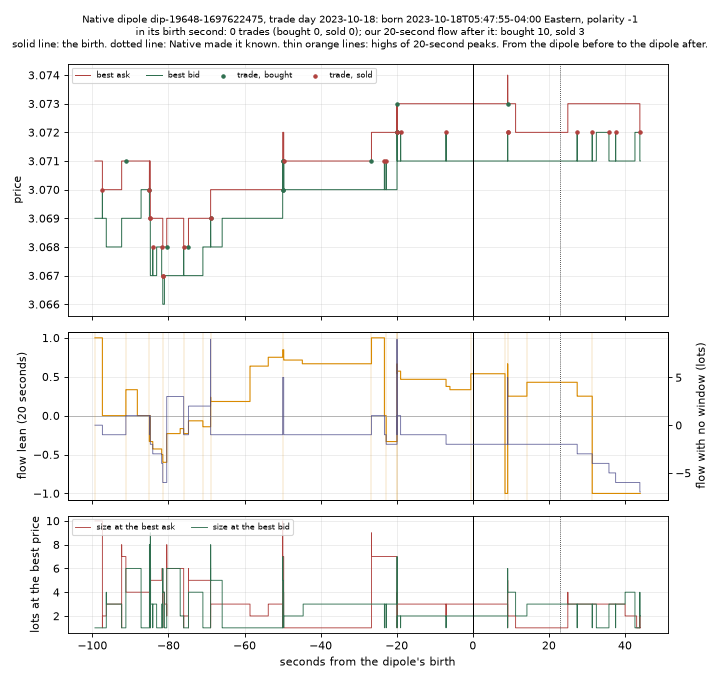 Native dipole dip-19648-1697622475, trade day 2023-10-18: born 2023-10-18T05:47:55-04:00 Eastern, polarity -1
in its birth second: 0 trades (bought 0, sold 0); our 20-second flow after it: bought 10, sold 3
solid line: the birth. dotted line: Native made it known. thin orange lines: highs of 20-second peaks. From the dipole before to the dipole after.
best ask
best bid
trade, bought
trade, sold
price
3.074
3.073
3.072
3.071
3.070
3.069
3.068
3.067
3.066
flow lean (20 seconds)
1.0
0.5
0.0
−0.5
−1.0
flow with no window (lots)
5
0
−5
size at the best ask
size at the best bid
lots at the best price
10
8
6
4
2
−100
−80
−60
−40
−20
0
20
40
seconds from the dipole's birth